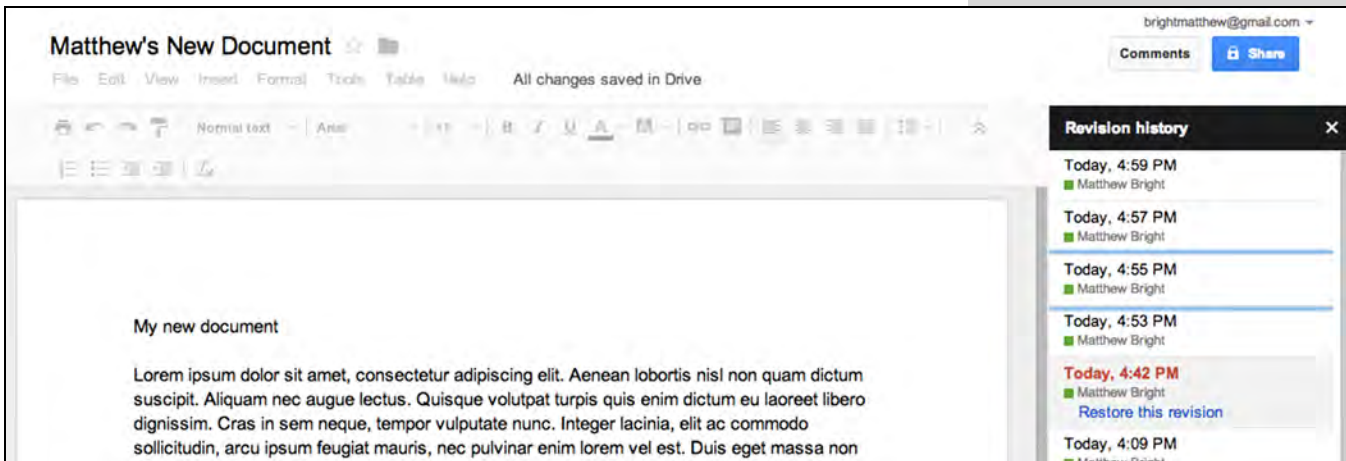 brightmatthew@gmail.com
Matthew's New Document
Comments
Share
File Edit View Insert Format Tools Table Help All changes saved in Drive
Normal text Arial
B I U A
Revision history
Today, 4:59 PM
Matthew Bright
Today, 4:57 PM
Matthew Bright
Today, 4:55 PM
Matthew Bright
Today, 4:53 PM
Matthew Bright
Today, 4:42 PM
Matthew Bright
Restore this revision
Today, 4:09 PM
Matthew Bright
My new document
Lorem ipsum dolor sit amet, consectetur adipiscing elit. Aenean lobortis nisl non quam dictum
suscipit. Aliquam nec augue lectus. Quisque volutpat turpis quis enim dictum eu laoreet libero
dignissim. Cras in sem neque, tempor vulputate nunc. Integer lacinia, elit ac commodo
sollicitudin, arcu ipsum feugiat mauris, nec pulvinar enim lorem vel est. Duis eget massa non